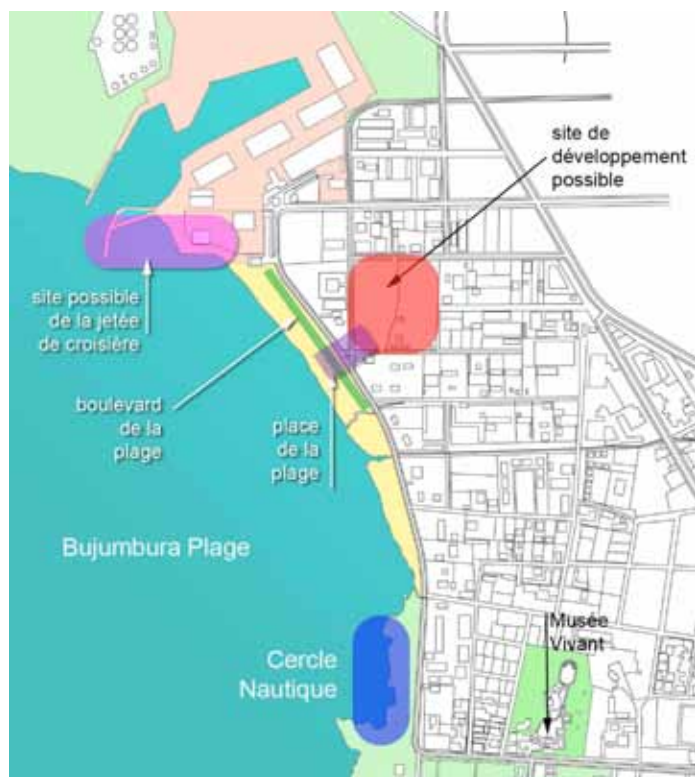 site de
développement
possible
site possible
de la jetée
de croisière
boulevard
de la
plage
place
de la
plage
Bujumbura Plage
Cercle
Nautique
Musée
Vivant